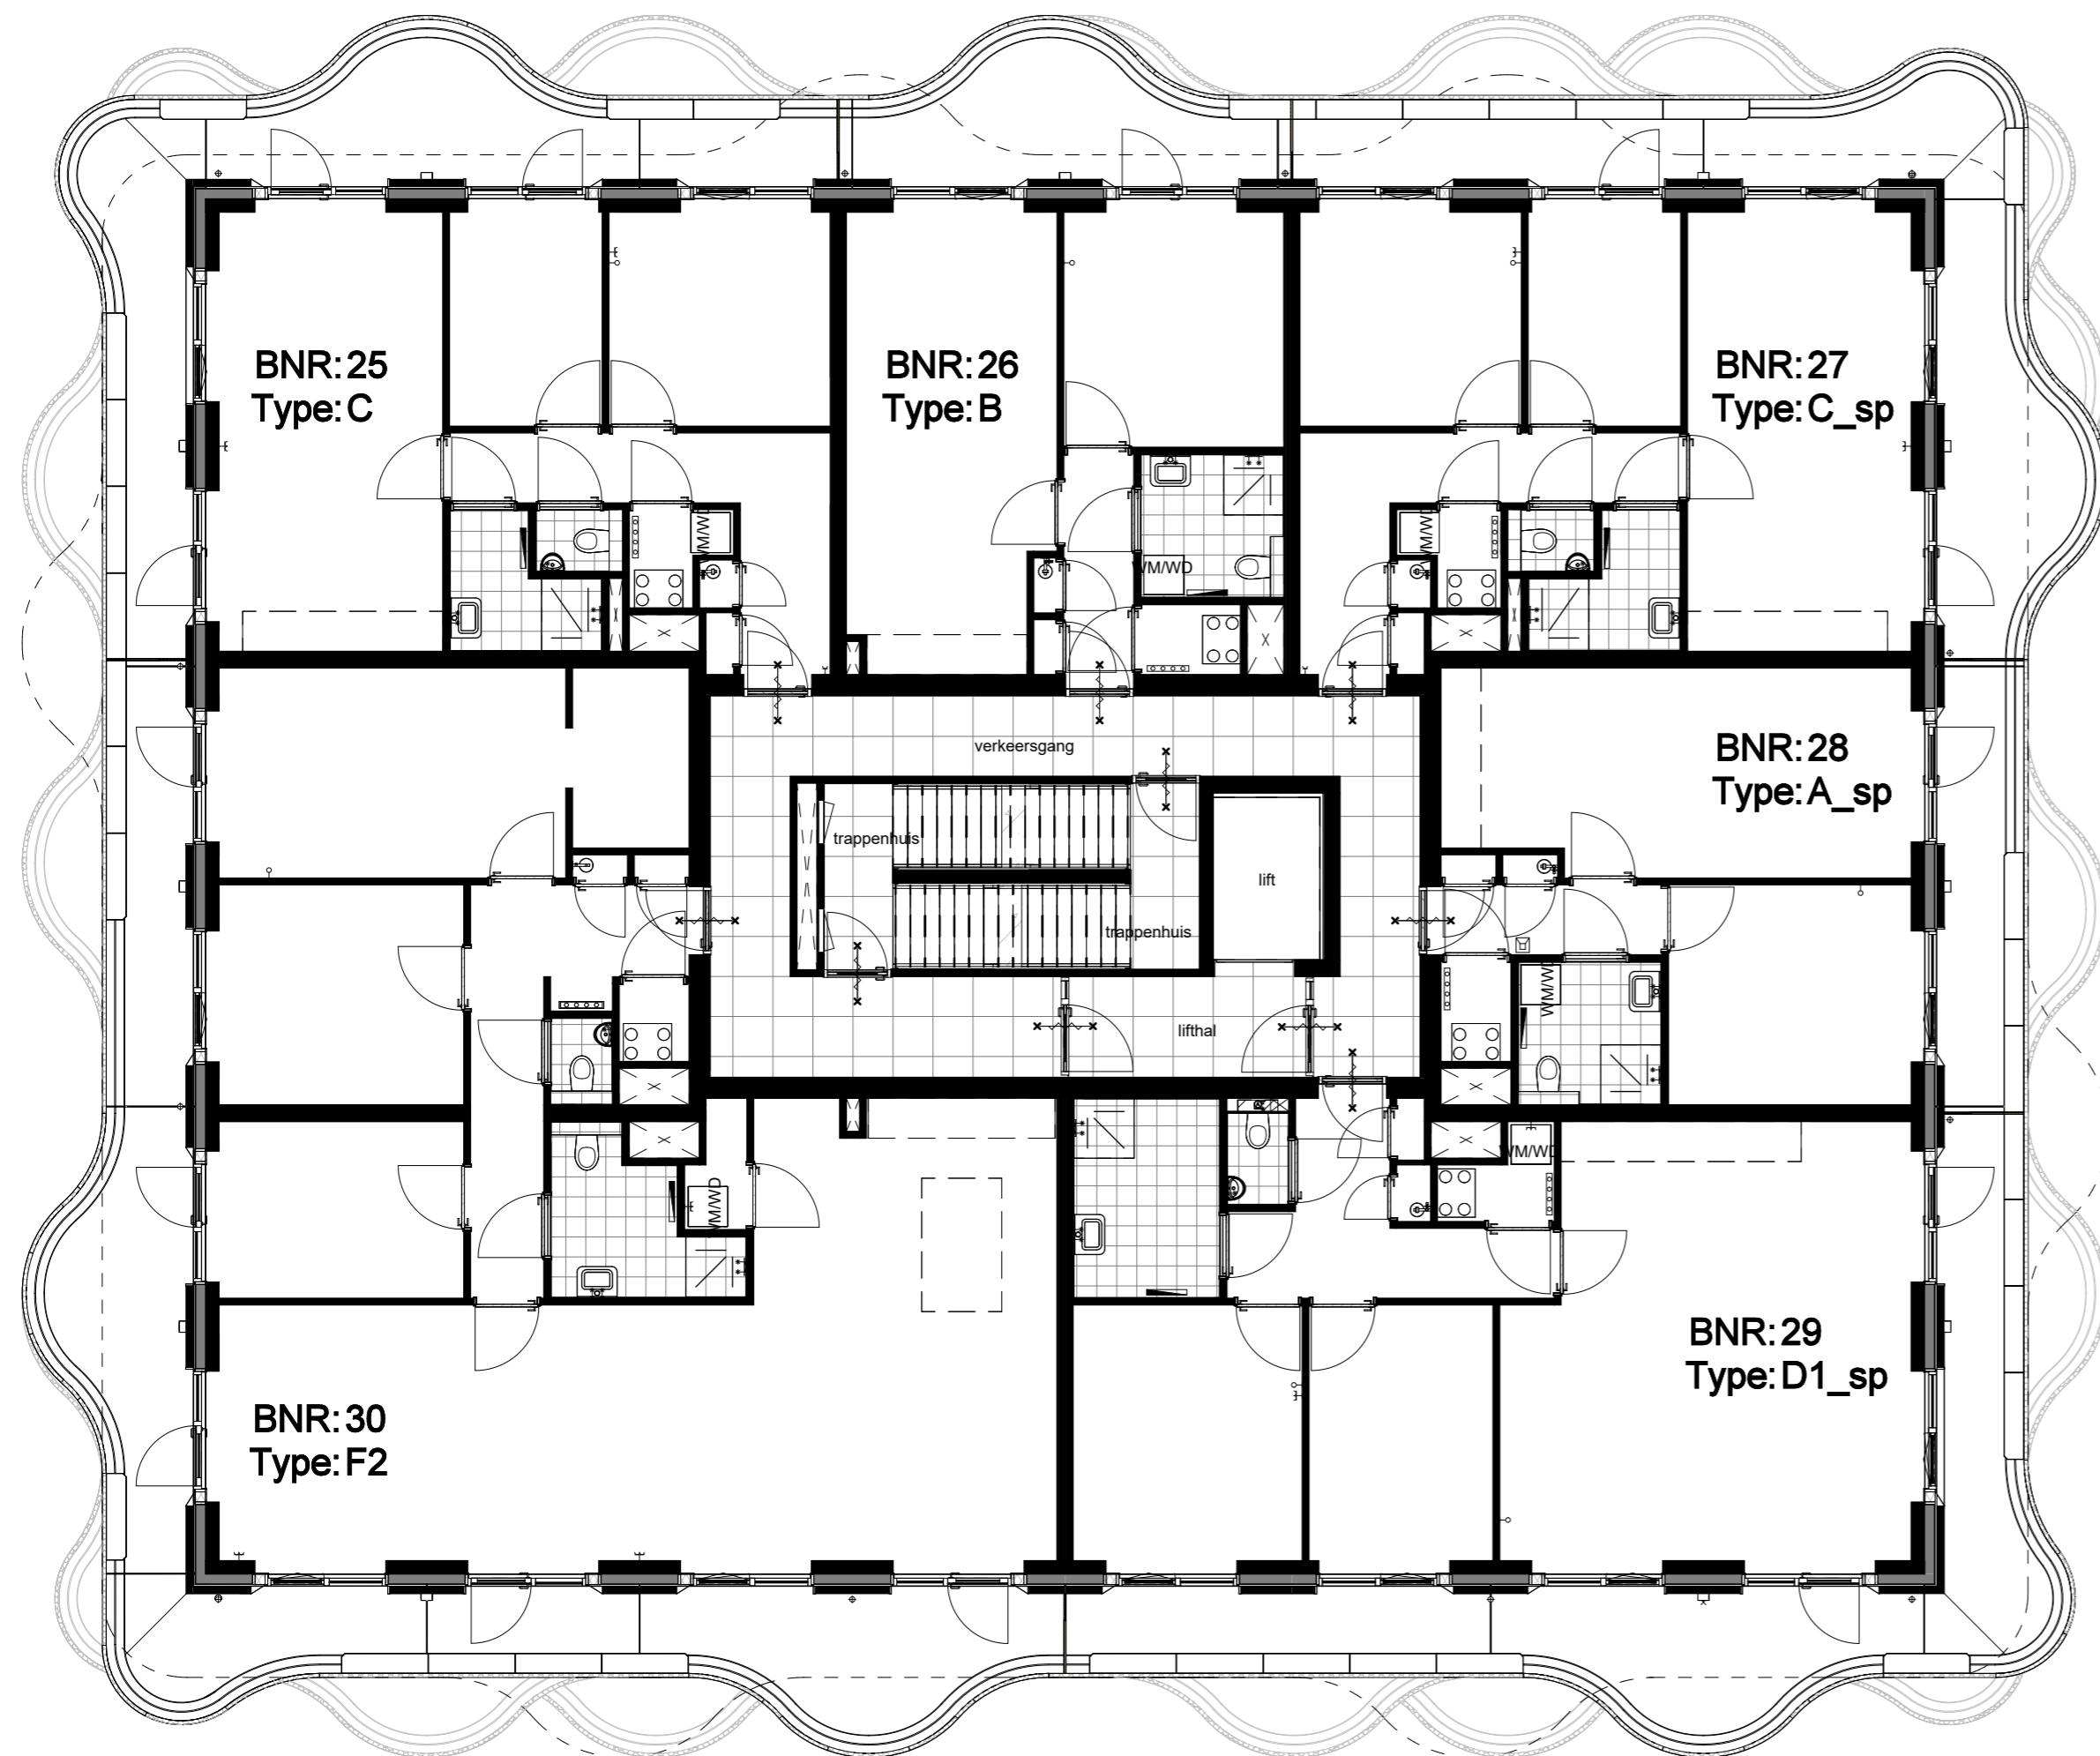 BNR: 25
Type: C
BNR: 26
Type: B
BNR: 27
Type: C_sp
WM/WD
WM/WD
WM/WD
verkeersgang
BNR: 28
Type: A_sp
trappenhuis
lift
trappenhuis
lifthal
WM/WD
WM/WD
WM/WD
BNR: 29
Type: D1_sp
BNR: 30
Type: F2